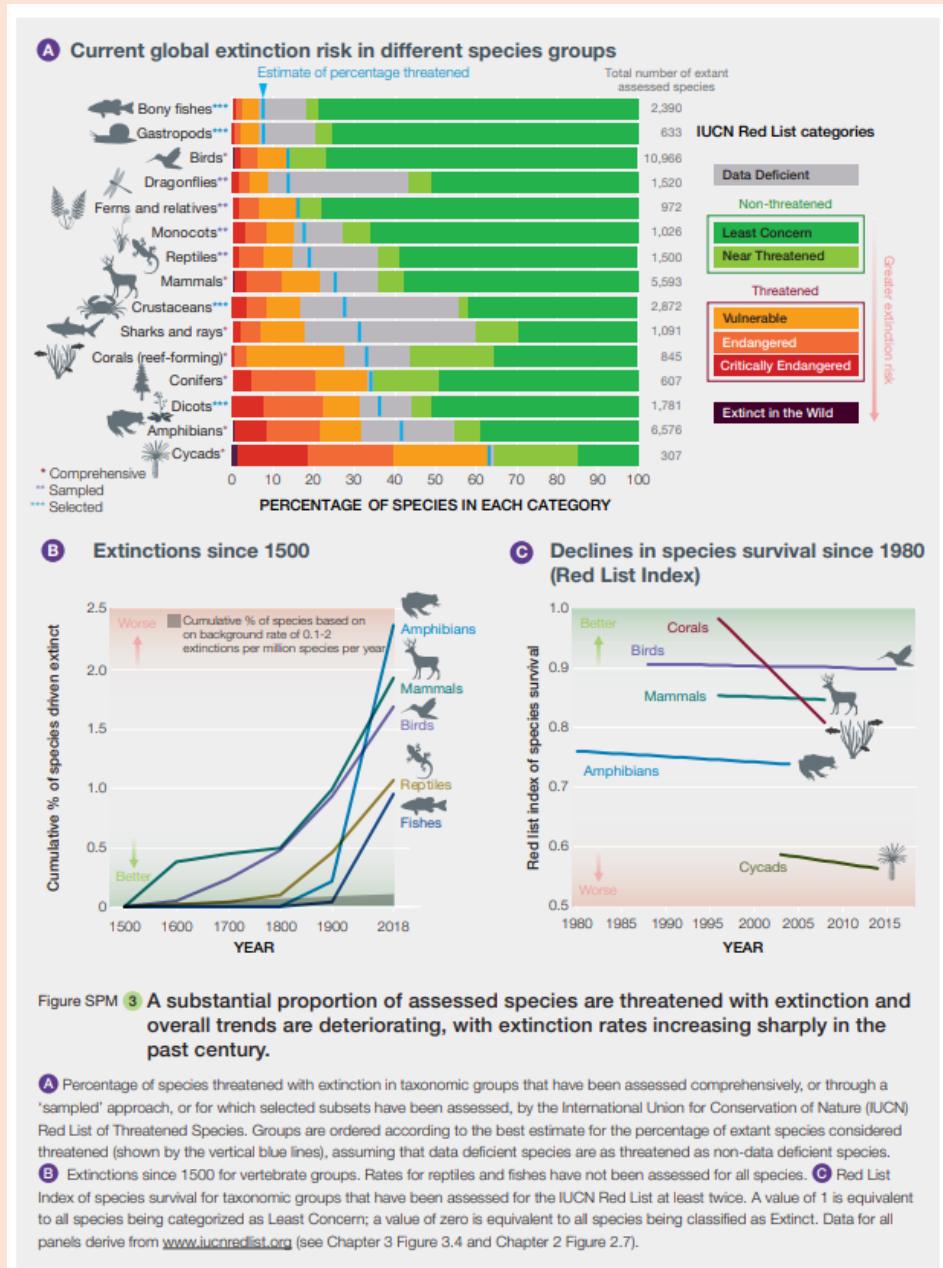 A Current global extinction risk in different species groups
Estimate of percentage threatened
Total number of extant
assessed species
Bony fishes*** 2,390
Gastropods*** 633
Birds* 10,966
Dragonflies** 1,520
Ferns and relatives** 972
Monocots** 1,026
Reptiles** 1,500
Mammals* 5,593
Crustaceans*** 2,872
Sharks and rays* 1,091
Corals (reef-forming)* 845
Conifers* 607
Dicots*** 1,781
Amphibians* 6,576
Cycads* 307
0 10 20 30 40 50 60 70 80 90 100
PERCENTAGE OF SPECIES IN EACH CATEGORY
* Comprehensive
** Sampled
*** Selected
IUCN Red List categories
Data Deficient
Non-threatened
Least Concern
Near Threatened
Threatened
Vulnerable
Endangered
Critically Endangered
Extinct in the Wild
Greater extinction risk
B Extinctions since 1500
Cumulative % of species driven extinct
2.5
2.0
1.5
1.0
0.5
0
Worse
Better
Cumulative % of species based on
on background rate of 0.1-2
extinctions per million species per year
Amphibians
Mammals
Birds
Reptiles
Fishes
1500 1600 1700 1800 1900 2018
YEAR
C Declines in species survival since 1980
(Red List Index)
Red list index of species survival
1.0
0.9
0.8
0.7
0.6
0.5
Better
Worse
Corals
Birds
Mammals
Amphibians
Cycads
1980 1985 1990 1995 2000 2005 2010 2015
YEAR
Figure SPM 3 A substantial proportion of assessed species are threatened with extinction and
overall trends are deteriorating, with extinction rates increasing sharply in the
past century.
A Percentage of species threatened with extinction in taxonomic groups that have been assessed comprehensively, or through a
‘sampled’ approach, or for which selected subsets have been assessed, by the International Union for Conservation of Nature (IUCN)
Red List of Threatened Species. Groups are ordered according to the best estimate for the percentage of extant species considered
threatened (shown by the vertical blue lines), assuming that data deficient species are as threatened as non-data deficient species.
B Extinctions since 1500 for vertebrate groups. Rates for reptiles and fishes have not been assessed for all species. C Red List
Index of species survival for taxonomic groups that have been assessed for the IUCN Red List at least twice. A value of 1 is equivalent
to all species being categorized as Least Concern; a value of zero is equivalent to all species being classified as Extinct. Data for all
panels derive from www.iucnredlist.org (see Chapter 3 Figure 3.4 and Chapter 2 Figure 2.7).